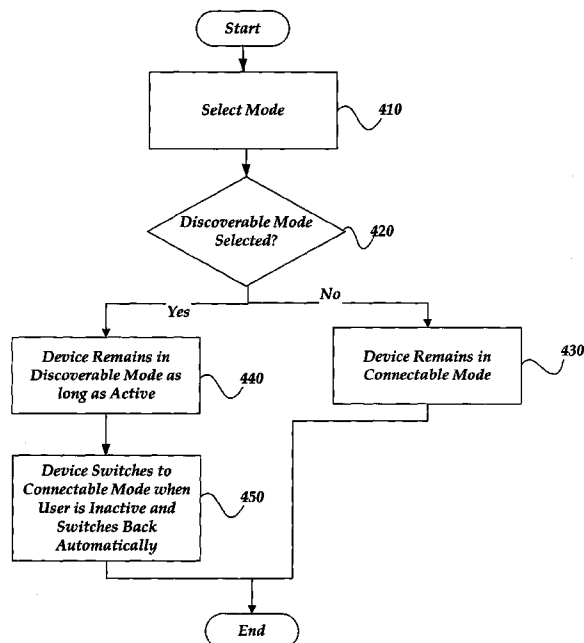 Start
Select Mode
410
Discoverable Mode
Selected?
420
Yes
No
Device Remains in
Discoverable Mode as
long as Active
440
Device Remains in
Connectable Mode
430
Device Switches to
Connectable Mode when
User is Inactive and
Switches Back
Automatically
450
End